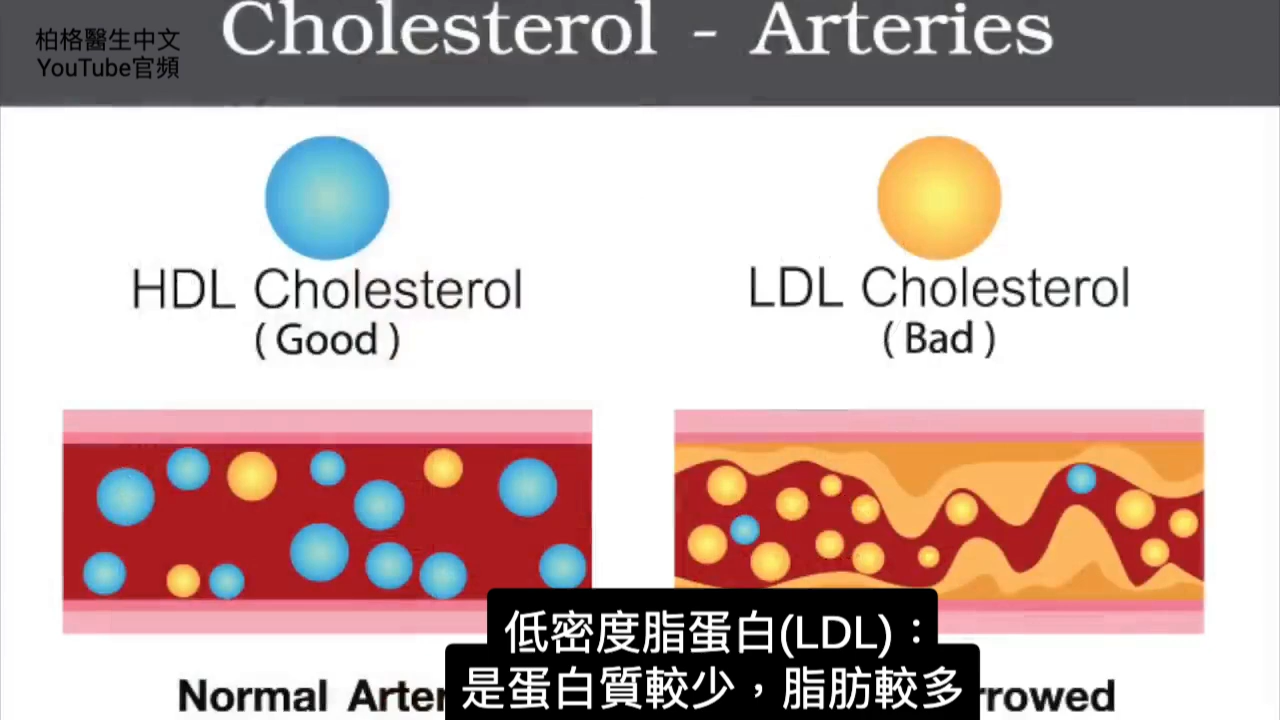 柏格醫生中文
YouTube官頻
Cholesterol - Arteries
HDL Cholesterol
(Good)
LDL Cholesterol
(Bad)
低密度脂蛋白(LDL)：
是蛋白質較少，脂肪較多
Normal